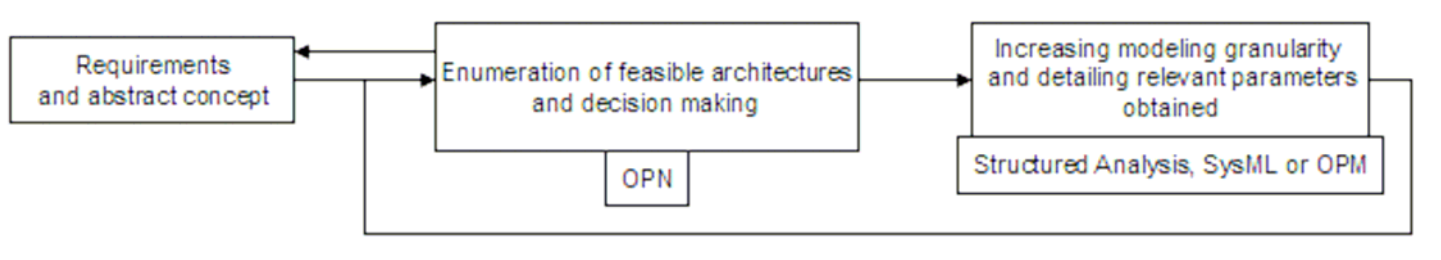 Requirements
and abstract concept
Enumeration of feasible architectures
and decision making
OPN
Increasing modeling granularity
and detailing relevant parameters
obtained
Structured Analysis, SysML or OPM